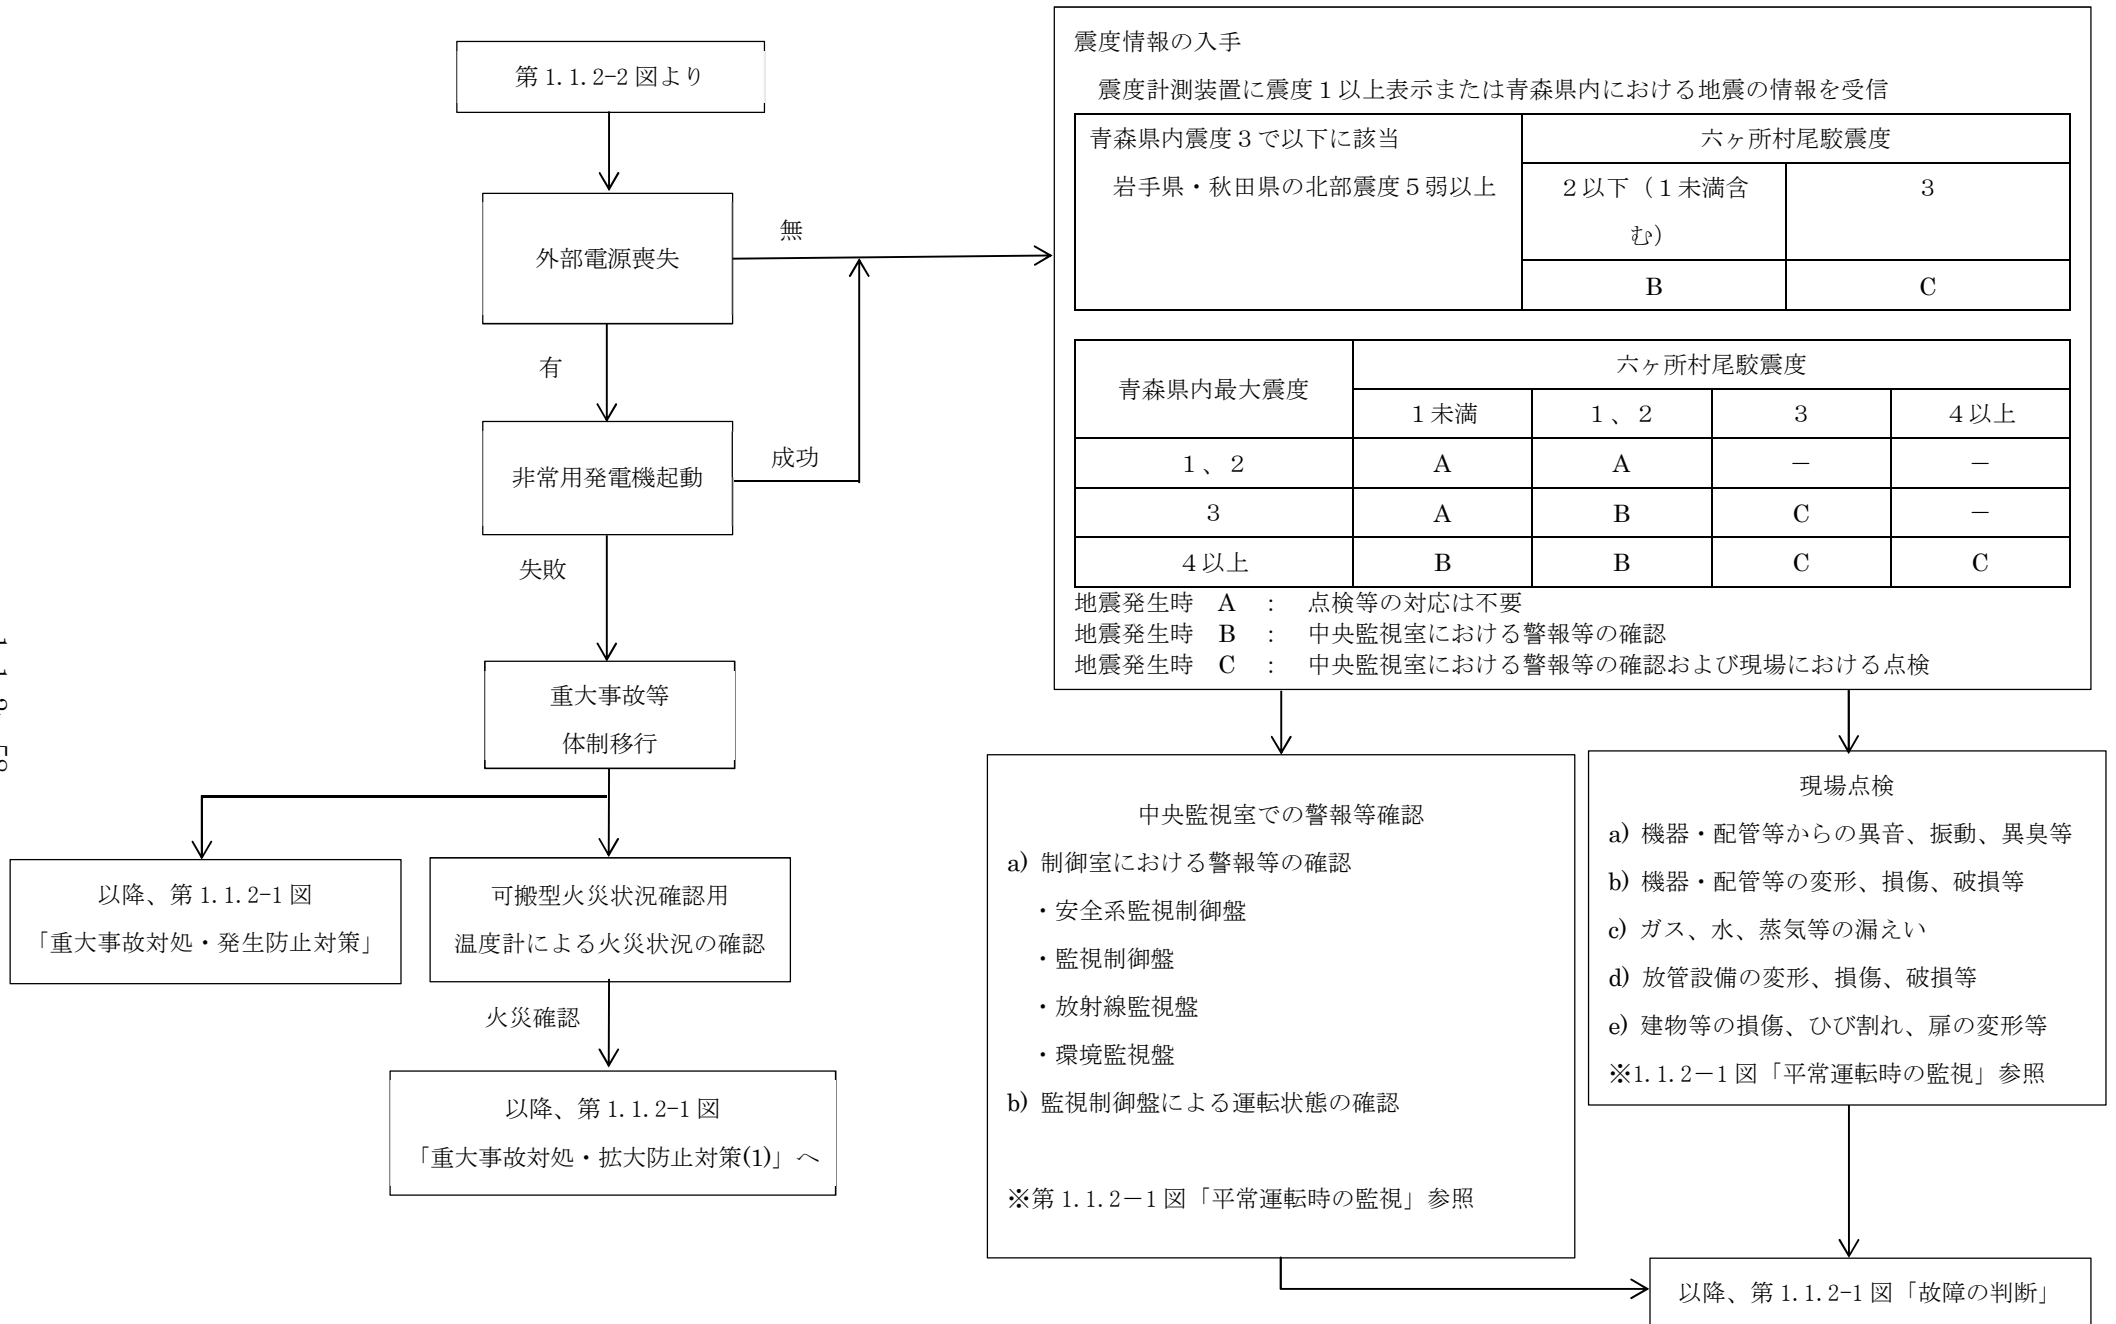 第 1.1.2-2 図より
外部電源喪失
無
有
非常用発電機起動
成功
失敗
重大事故等
体制移行
以降、第 1.1.2-1 図
「重大事故対処・発生防止対策」
可搬型火災状況確認用
温度計による火災状況の確認
火災確認
以降、第 1.1.2-1 図
「重大事故対処・拡大防止対策(1)」へ
震度情報の入手
震度計測装置に震度１以上表示または青森県内における地震の情報を受信
青森県内震度３で以下に該当
岩手県・秋田県の北部震度５弱以上
六ヶ所村尾駮震度
２以下（１未満含
む）
３
B
C
青森県内最大震度
六ヶ所村尾駮震度
１未満
１、２
３
４以上
１、２
A
A
－
－
３
A
B
C
－
４以上
B
B
C
C
地震発生時 A ： 点検等の対応は不要
地震発生時 B ： 中央監視室における警報等の確認
地震発生時 C ： 中央監視室における警報等の確認および現場における点検
中央監視室での警報等確認
a) 制御室における警報等の確認
・安全系監視制御盤
・監視制御盤
・放射線監視盤
・環境監視盤
b) 監視制御盤による運転状態の確認
※第 1.1.2－1 図「平常運転時の監視」参照
現場点検
a) 機器・配管等からの異音、振動、異臭等
b) 機器・配管等の変形、損傷、破損等
c) ガス、水、蒸気等の漏えい
d) 放管設備の変形、損傷、破損等
e) 建物等の損傷、ひび割れ、扉の変形等
※1.1.2－1 図「平常運転時の監視」参照
以降、第 1.1.2-1 図「故障の判断」